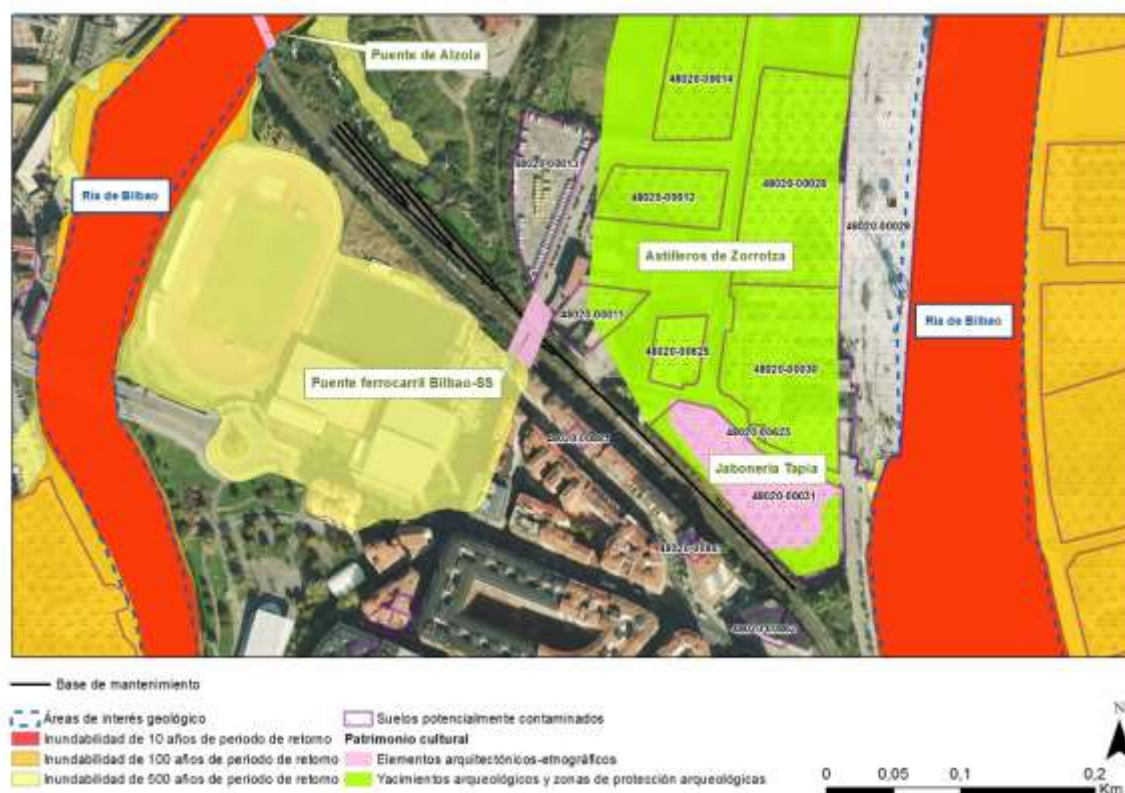 Puente de Alzola
48020-00014
48020-00013
48020-00028
Ría de Bilbao
48020-00012
48020-00029
Astilleros de Zorrotza
48020-00011
Ría de Bilbao
48020-00625
Puente ferrocarril Bilbao-SS
48020-00030
48020-00623
Jabonería Tapia
48020-00031
Base de mantenimiento
Áreas de interés geológico
Inundabilidad de 10 años de periodo de retorno
Inundabilidad de 100 años de periodo de retorno
Inundabilidad de 500 años de periodo de retorno
Suelos potencialmente contaminados
Patrimonio cultural
Elementos arquitectónicos-etnográficos
Yacimientos arqueológicos y zonas de protección arqueológicas
N
0 0,05 0,1 0,2
Km